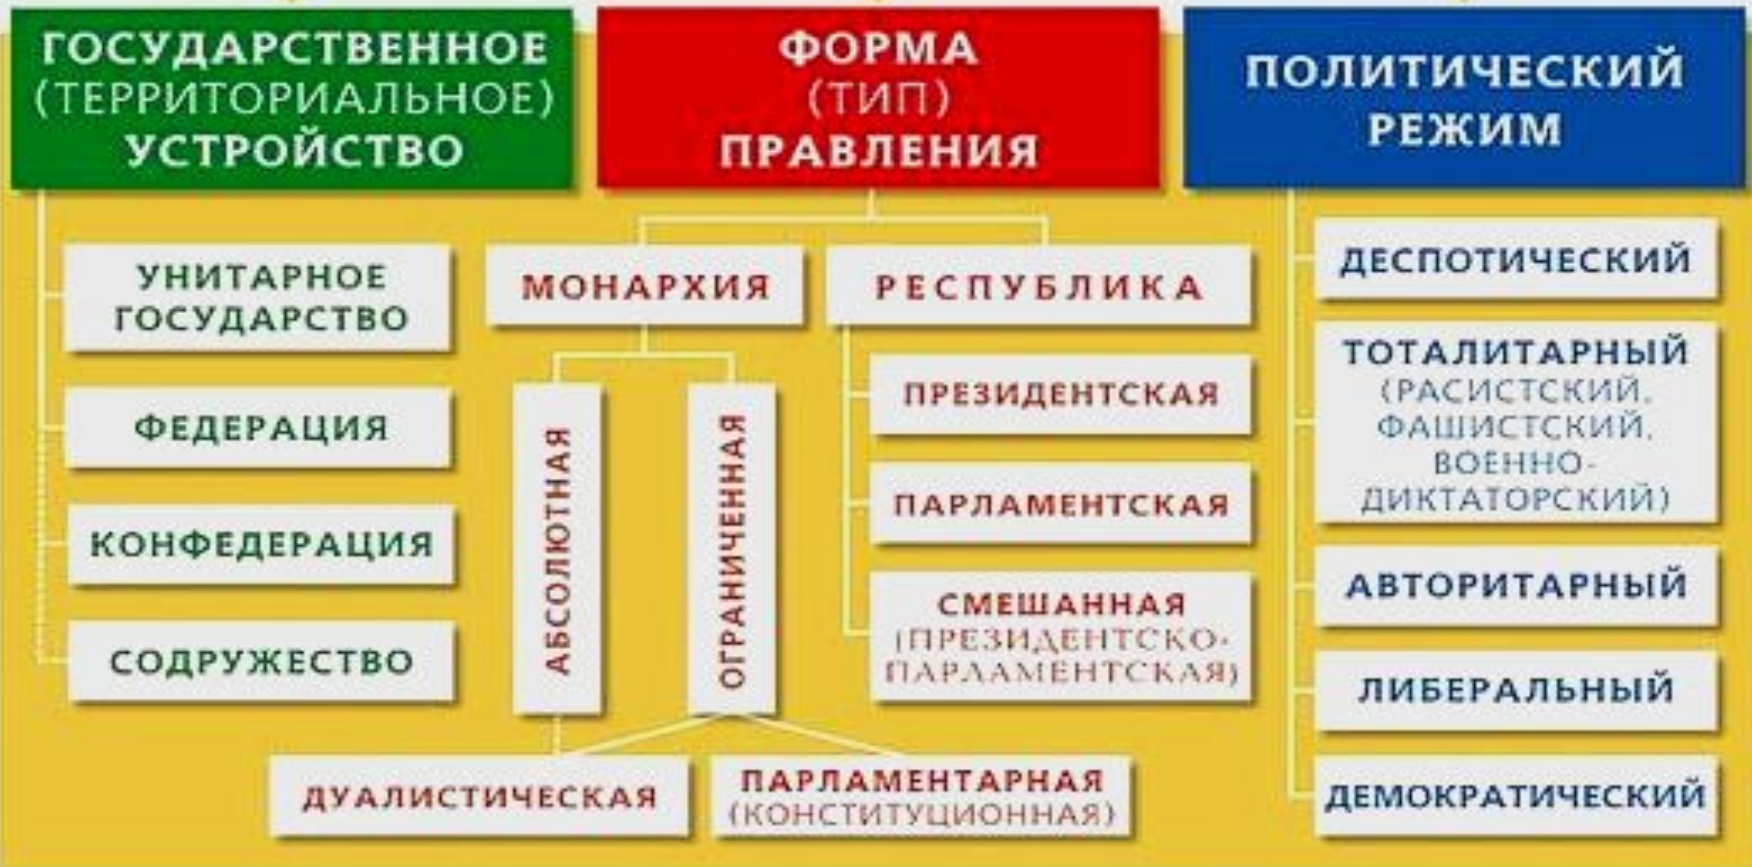 ГОСУДАРСТВЕННОЕ
(ТЕРРИТОРИАЛЬНОЕ)
УСТРОЙСТВО
УНИТАРНОЕ
ГОСУДАРСТВО
ФЕДЕРАЦИЯ
КОНФЕДЕРАЦИЯ
СОДРУЖЕСТВО
ФОРМА
(ТИП)
ПРАВЛЕНИЯ
МОНАРХИЯ
АБСОЛЮТНАЯ
ОГРАНИЧЕННАЯ
ДУАЛИСТИЧЕСКАЯ
ПАРЛАМЕНТАРНАЯ
(КОНСТИТУЦИОННАЯ)
РЕСПУБЛИКА
ПРЕЗИДЕНТСКАЯ
ПАРЛАМЕНТСКАЯ
СМЕШАННАЯ
(ПРЕЗИДЕНТСКО-
ПАРЛАМЕНТСКАЯ)
ПОЛИТИЧЕСКИЙ
РЕЖИМ
ДЕСПОТИЧЕСКИЙ
ТОТАЛИТАРНЫЙ
(РАСИСТСКИЙ,
ФАШИСТСКИЙ,
ВОЕННО-
ДИКТАТОРСКИЙ)
АВТОРИТАРНЫЙ
ЛИБЕРАЛЬНЫЙ
ДЕМОКРАТИЧЕСКИЙ